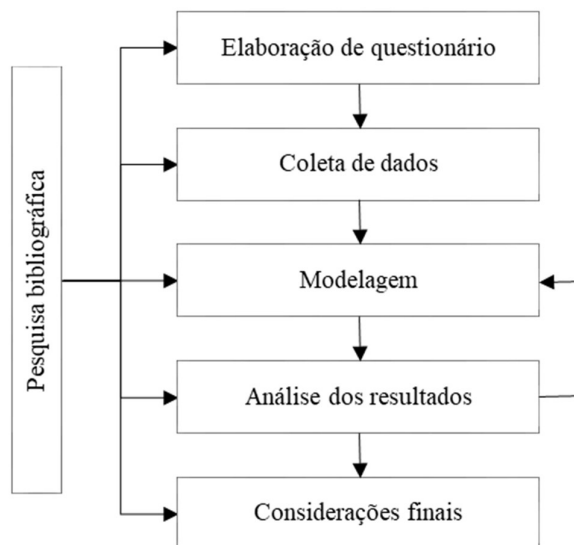 Pesquisa bibliográfica
Elaboração de questionário
Coleta de dados
Modelagem
Análise dos resultados
Considerações finais